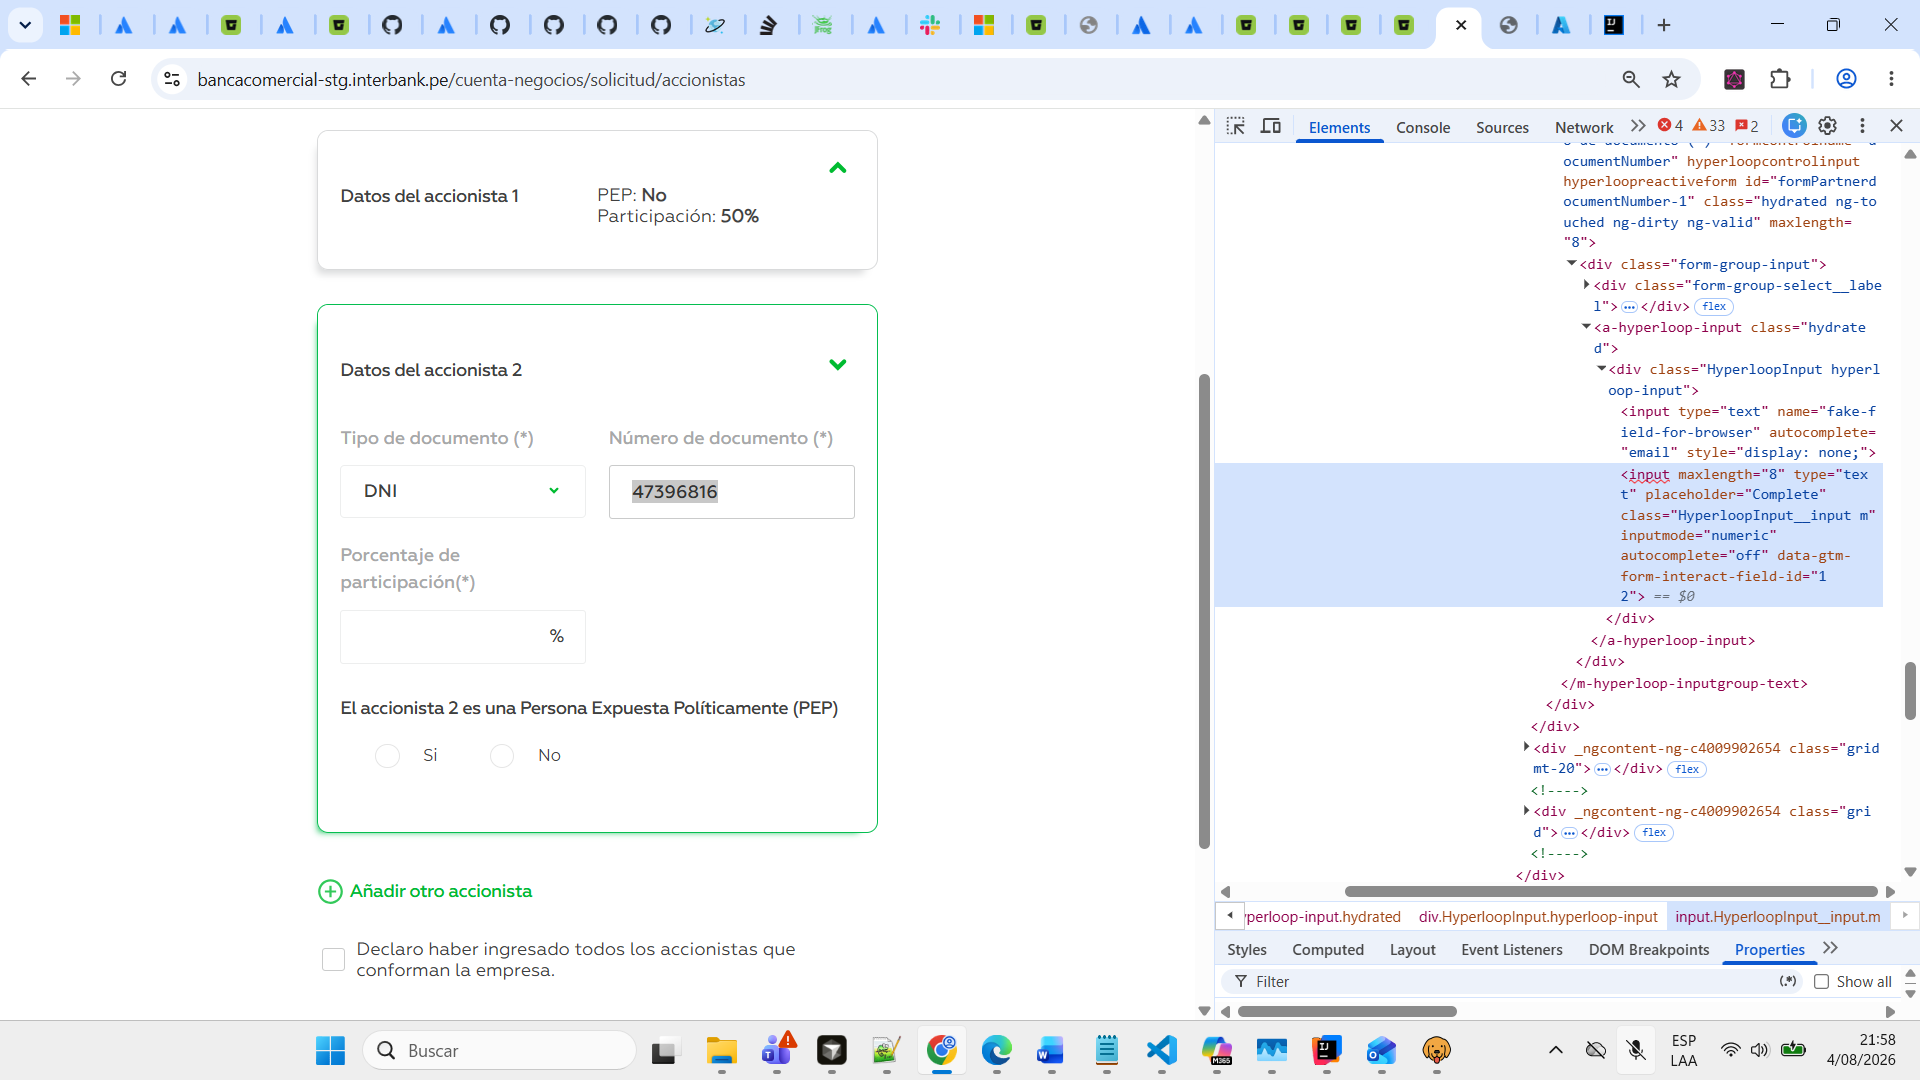 bancacomercial-stg.interbank.pe/cuenta-negocios/solicitud/accionistas
Datos del accionista 1
PEP: No
Participación: 50%
Datos del accionista 2
Tipo de documento (*)
Número de documento (*)
DNI
47396816
Porcentaje de
participación(*)
%
El accionista 2 es una Persona Expuesta Políticamente (PEP)
Si
No
Añadir otro accionista
Declaro haber ingresado todos los accionistas que
conforman la empresa.
Elements
Console
Sources
Network
4
33
2
ocumentNumber" hyperloopcontrolinput
hyperloopreactiveform id="formPartnerd
ocumentNumber-1" class="hydrated ng-to
uched ng-dirty ng-valid" maxlength=
"8">
<div class="form-group-input">
<div class="form-group-select__labe
l"> </div> flex
<a-hyperloop-input class="hydrate
d">
<div class="HyperloopInput hyperl
oop-input">
<input type="text" name="fake-f
ield-for-browser" autocomplete=
"email" style="display: none;">
<input maxlength="8" type="tex
t" placeholder="Complete"
class="HyperloopInput__input m"
inputmode="numeric"
autocomplete="off" data-gtm-
form-interact-field-id="1
2"> == $0
</div>
</a-hyperloop-input>
</div>
</m-hyperloop-inputgroup-text>
</div>
</div>
<div _ngcontent-ng-c4009902654 class="grid
mt-20"> </div> flex
<!---->
<div _ngcontent-ng-c4009902654 class="gri
d"> </div> flex
<!---->
</div>
yperloop-input.hydrated
div.HyperloopInput.hyperloop-input
input.HyperloopInput__input.m
Styles
Computed
Layout
Event Listeners
DOM Breakpoints
Properties
Filter
(.*)
Show all
Buscar
ESP
LAA
21:58
4/08/2026